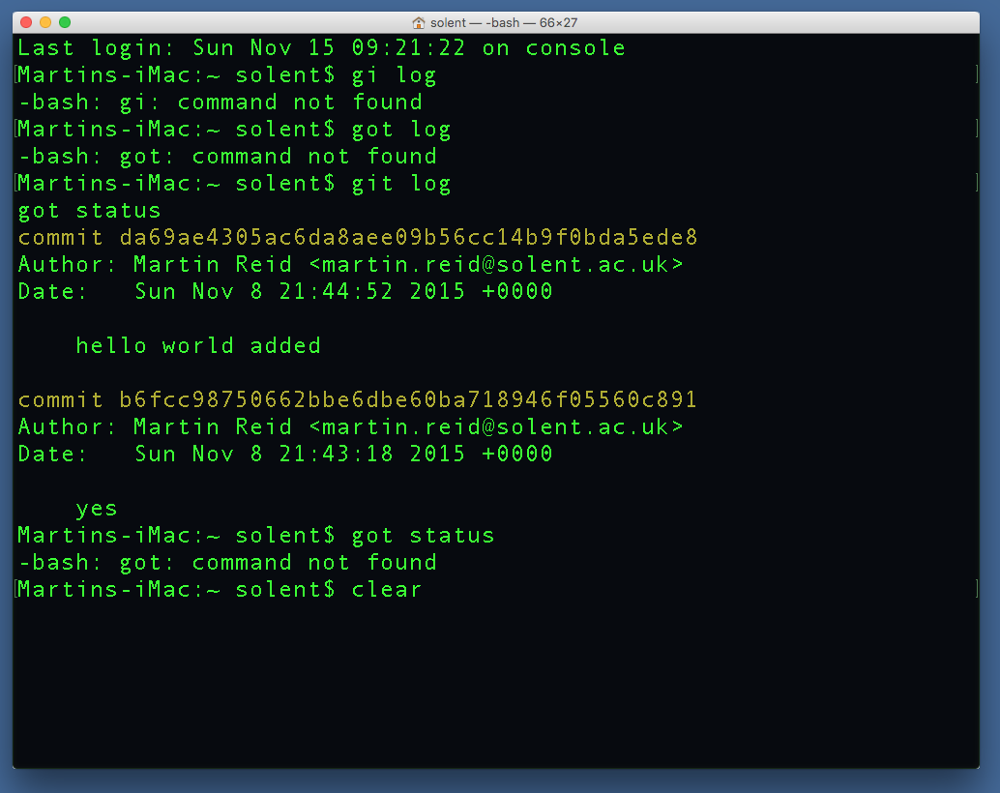 solent — -bash — 66×27
Last login: Sun Nov 15 09:21:22 on console
[Martins-iMac:~ solent$ gi log ]
-bash: gi: command not found
[Martins-iMac:~ solent$ got log ]
-bash: got: command not found
[Martins-iMac:~ solent$ git log ]
got status
commit da69ae4305ac6da8aee09b56cc14b9f0bda5ede8
Author: Martin Reid <martin.reid@solent.ac.uk>
Date:   Sun Nov 8 21:44:52 2015 +0000
    hello world added
commit b6fcc98750662bbe6dbe60ba718946f05560c891
Author: Martin Reid <martin.reid@solent.ac.uk>
Date:   Sun Nov 8 21:43:18 2015 +0000
    yes
Martins-iMac:~ solent$ got status
-bash: got: command not found
[Martins-iMac:~ solent$ clear ]